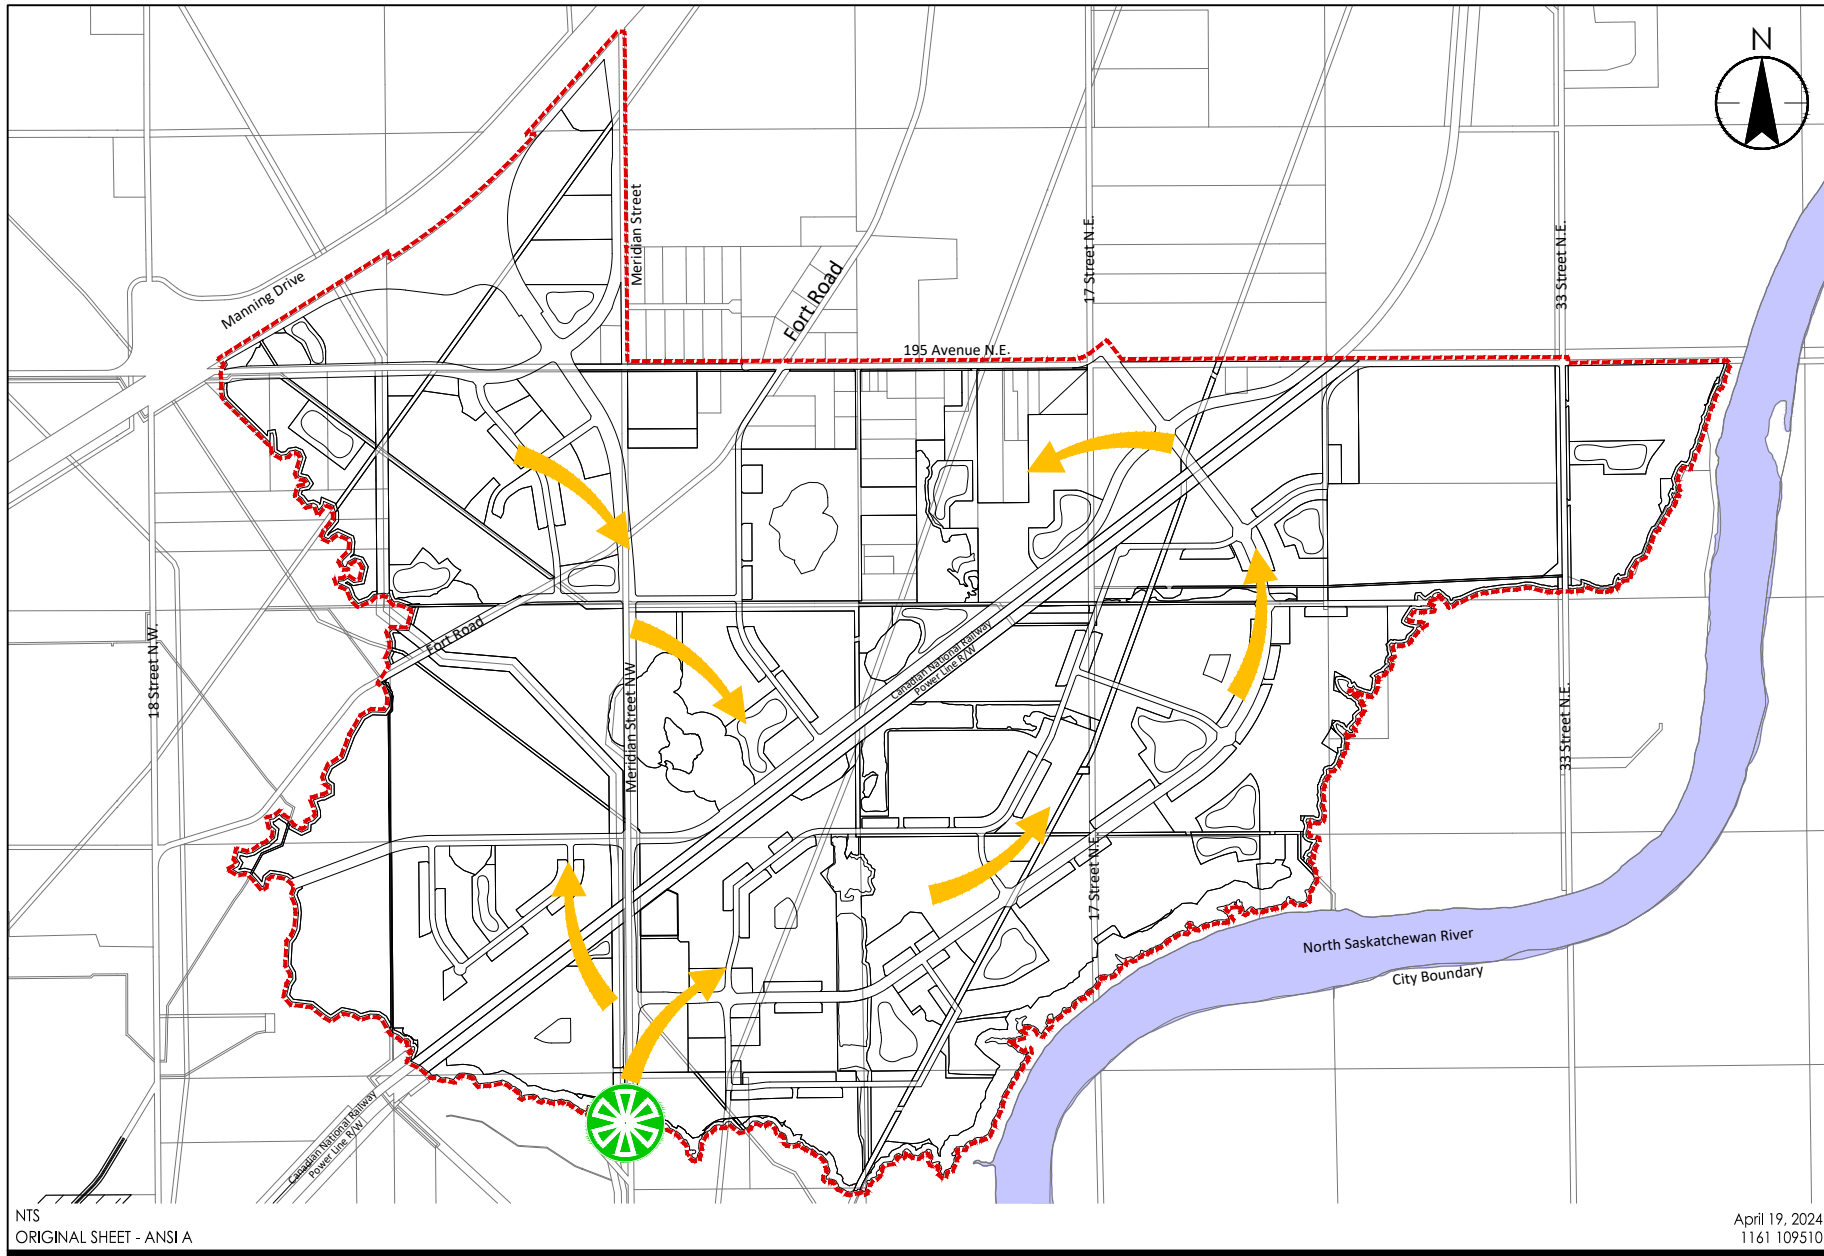 N
Meridian Street
Manning Drive
Fort Road
17 Street N.E.
33 Street N.E.
195 Avenue N.E.
18 Street N.W.
Fort Road
Meridian Street NW
Canadian National Railway
Power Line R/W
33 Street N.E.
17 Street N.E.
North Saskatchewan River
City Boundary
Canadian National Railway
Power Line R/W
NTS
ORIGINAL SHEET - ANSI A
April 19, 2024
1161 109510